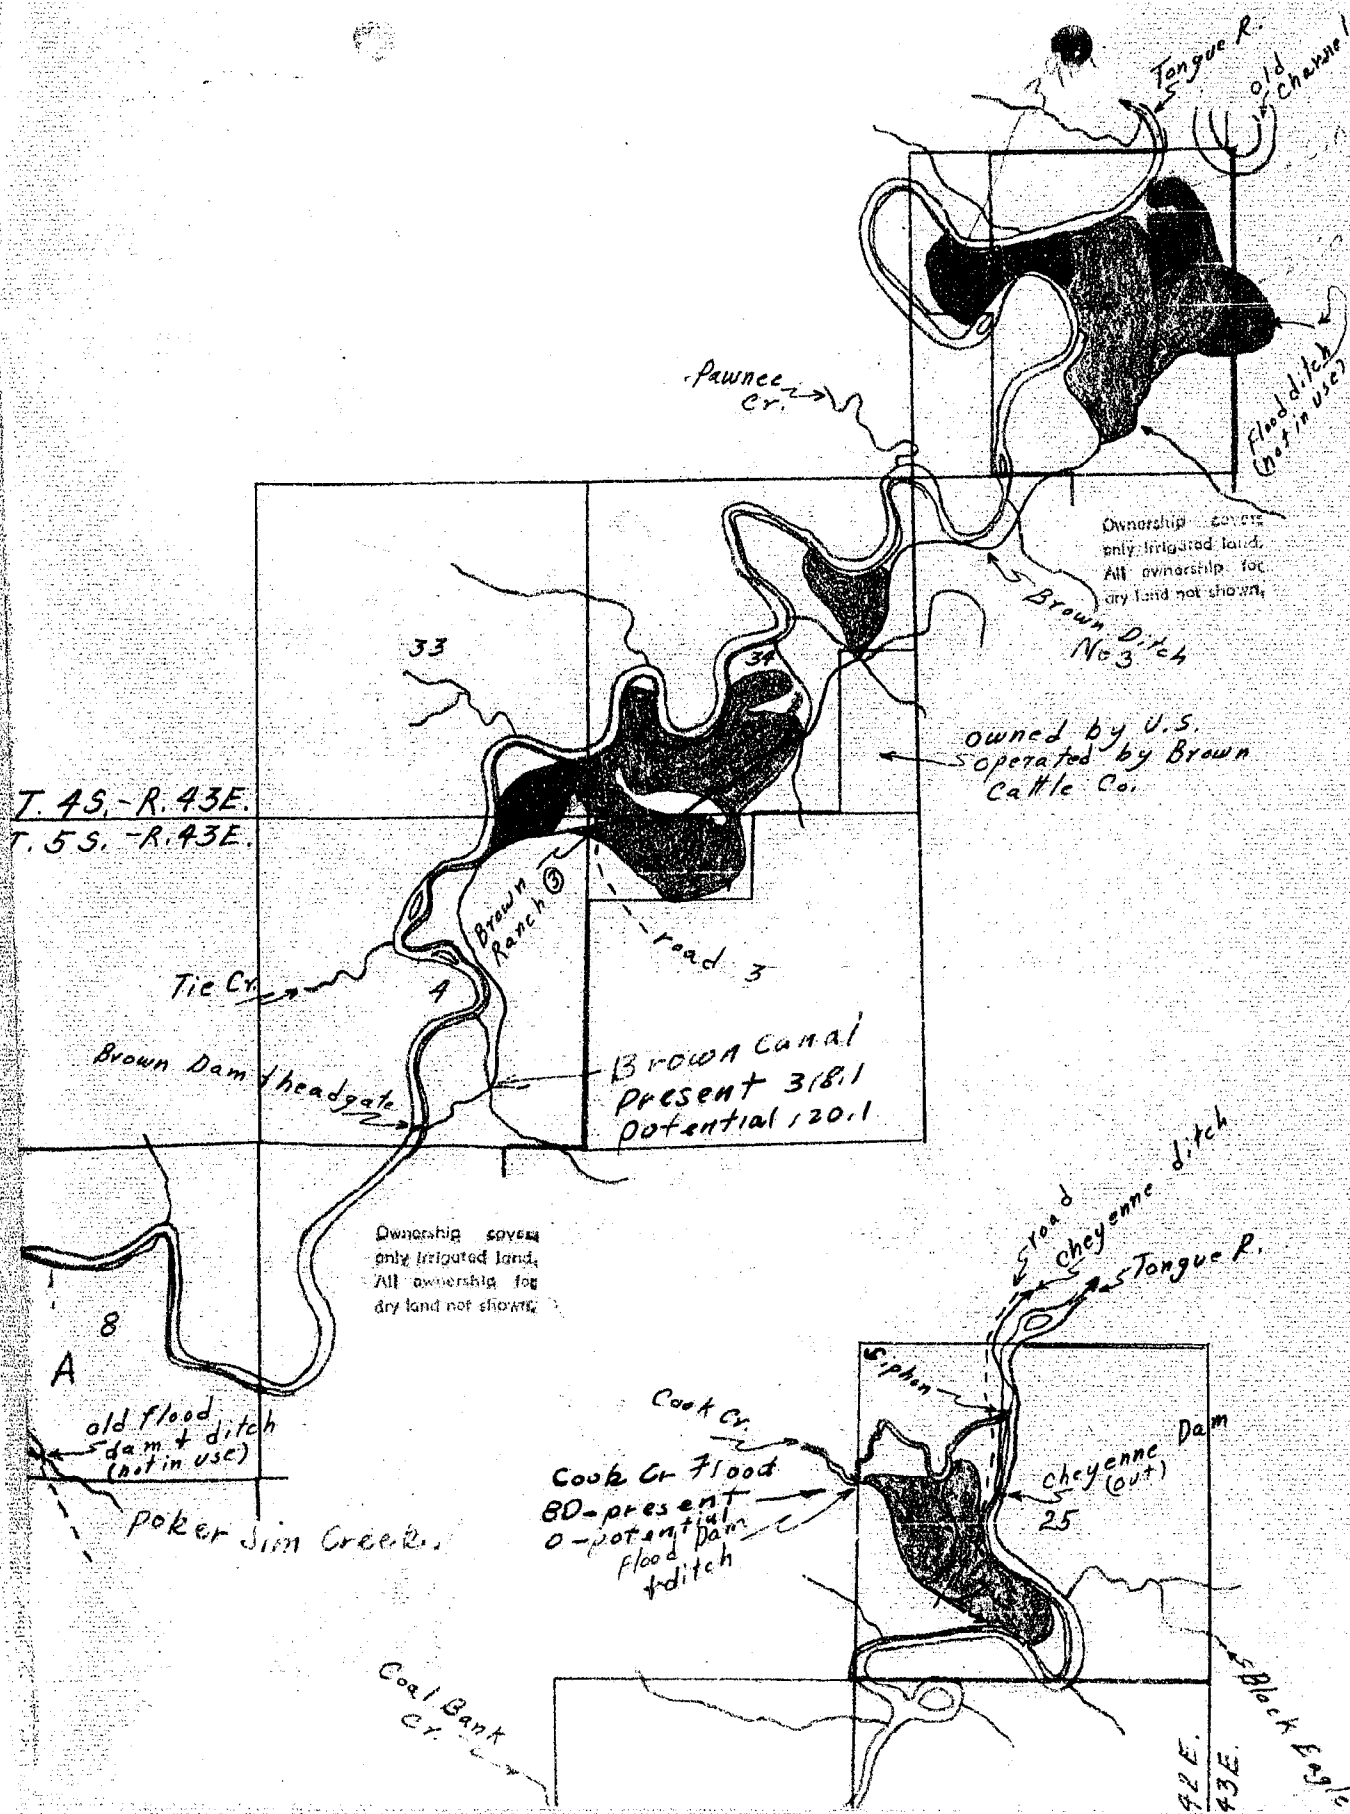 Tongue R.
old
channel
Pawnee
Cr.
Flood ditch
(not in use)
Ownership covers
only irrigated land.
All ownership for
dry land not shown.
Brown Ditch
No 3
33
34
owned by U.S.
operated by Brown
Cattle Co.
T. 4S. - R. 43E.
T. 5S. - R. 43E.
Brown
Ranch ③
road
3
Tie Cr.
4
Brown Dam & headgate
Brown Canal
Present 318.1
potential 120.1
Ownership covers
only irrigated land.
All ownership for
dry land not shown.
8
A
old flood
dam & ditch
(not in use)
Poker Jim Creek.
road
cheyenne ditch
Tongue R.
Siphon
Cook Cr.
Cook Cr Flood
80-present
0-potential
Flood Dam
& ditch
Dam
cheyenne
(out)
25
Coal Bank
Cr.
Black Eagle
42 E.
43 E.